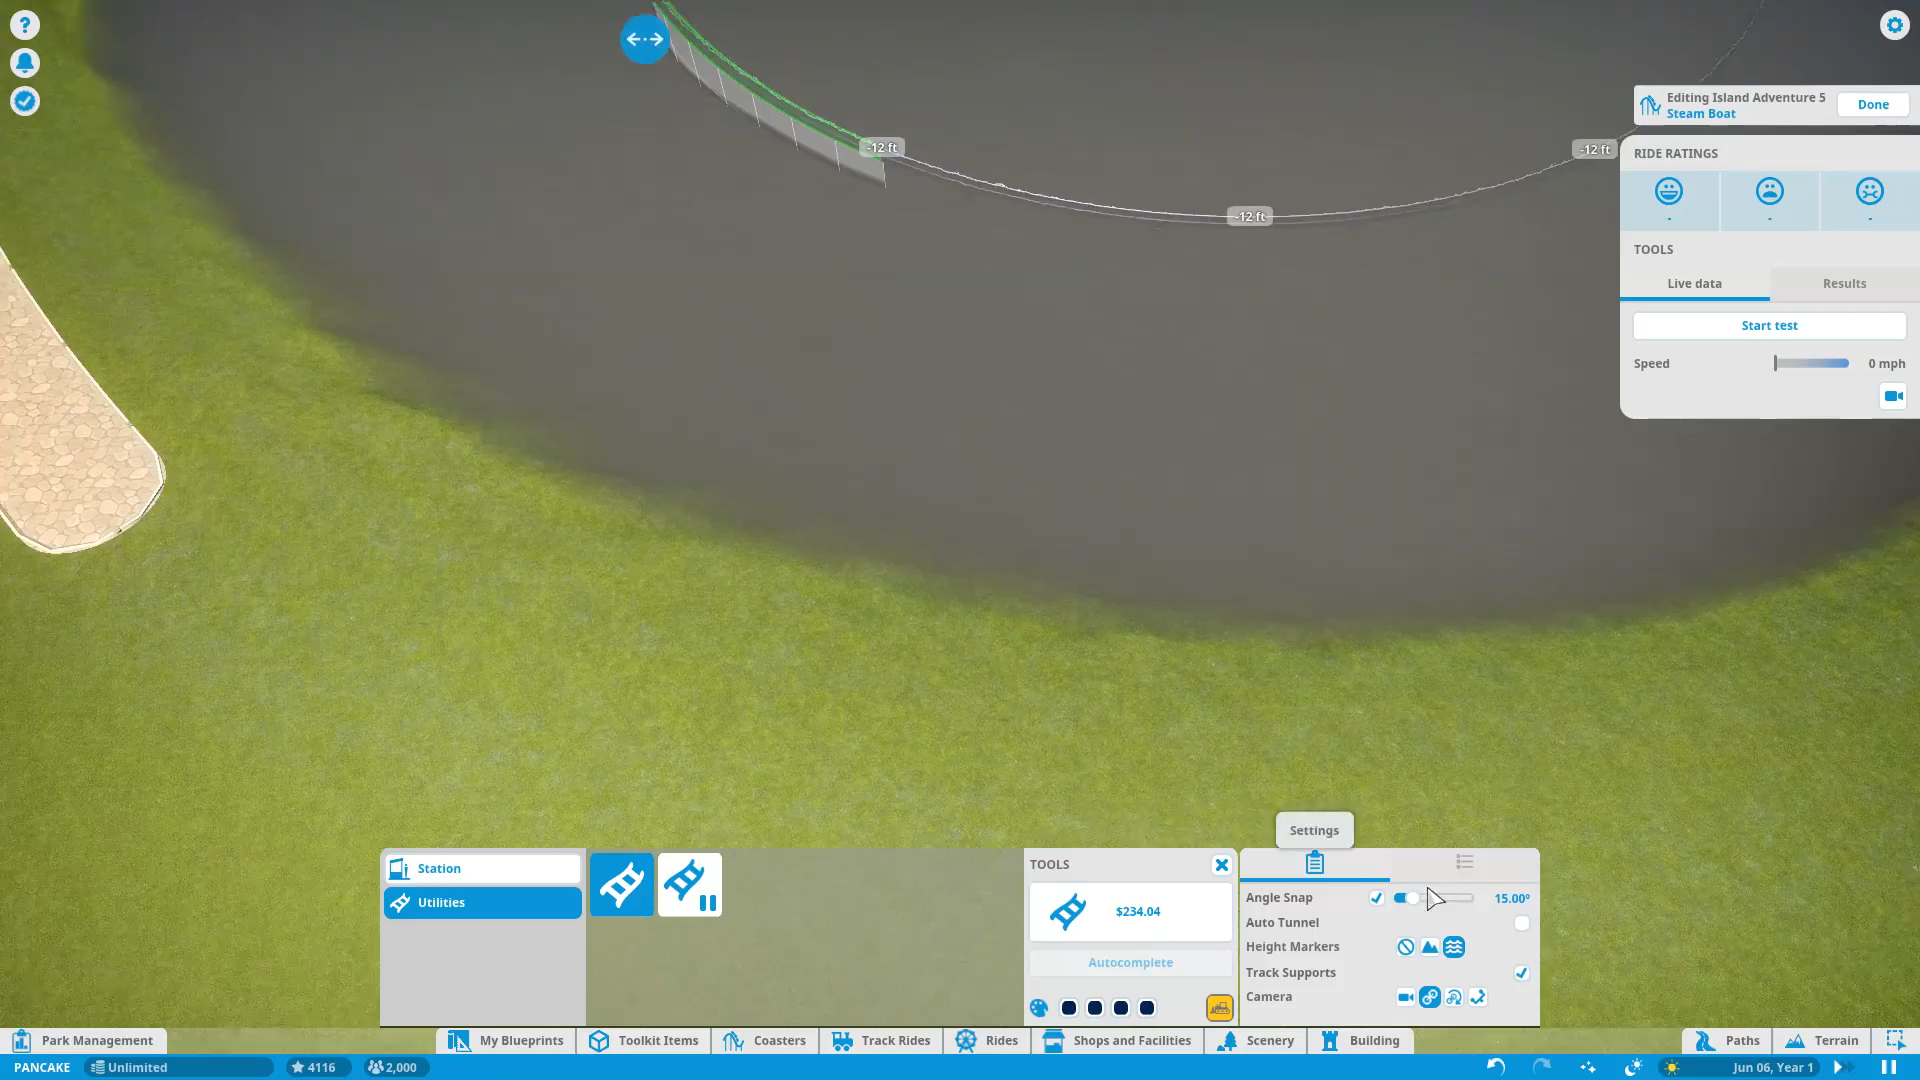 ?
Editing Island Adventure 5
Steam Boat
Done
-12 ft
-12 ft
-12 ft
RIDE RATINGS
- - -
TOOLS
Live data
Results
Start test
Speed
0 mph
Settings
Station
Utilities
TOOLS
$234.04
Autocomplete
Angle Snap
15.00°
Auto Tunnel
Height Markers
Track Supports
Camera
Park Management
My Blueprints
Toolkit Items
Coasters
Track Rides
Rides
Shops and Facilities
Scenery
Building
Paths
Terrain
PANCAKE
Unlimited
4116
2,000
Jun 06, Year 1